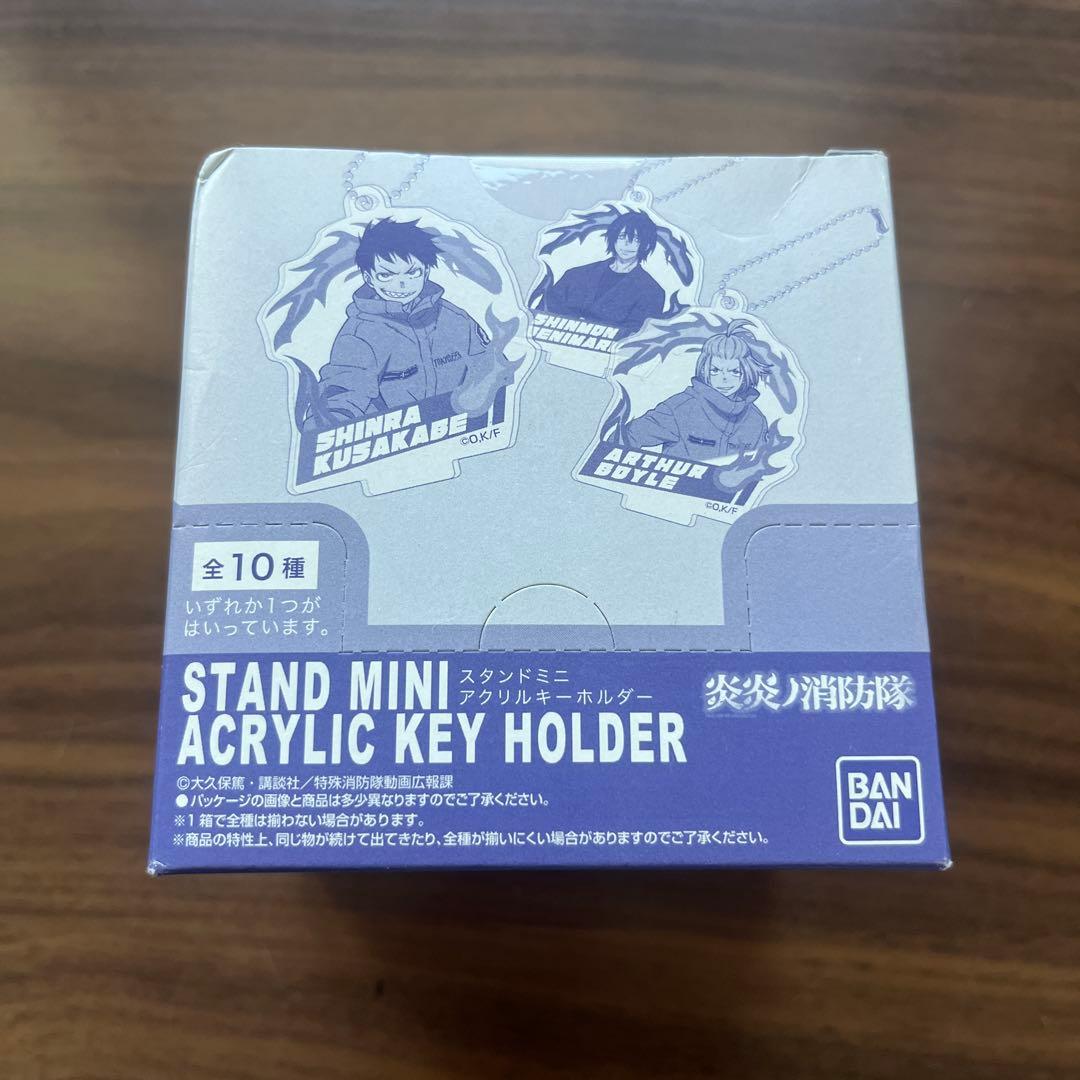 SHINRA
KUSAKABE
©O,K/F
SHINMON
BENIMARU
ARTHUR
BOYLE
©O,K/F
全10種
いずれか1つが
はいっています。
STAND MINI
ACRYLIC KEY HOLDER
スタンドミニ
アクリルキーホルダー
炎炎ノ消防隊
©大久保篤・講談社／特殊消防隊動画広報課
●パッケージの画像と商品は多少異なりますのでご了承ください。
※1箱で全種は揃わない場合があります。
※商品の特性上、同じ物が続けて出てきたり、全種が揃いにくい場合がありますのでご了承ください。
BAN
DAI